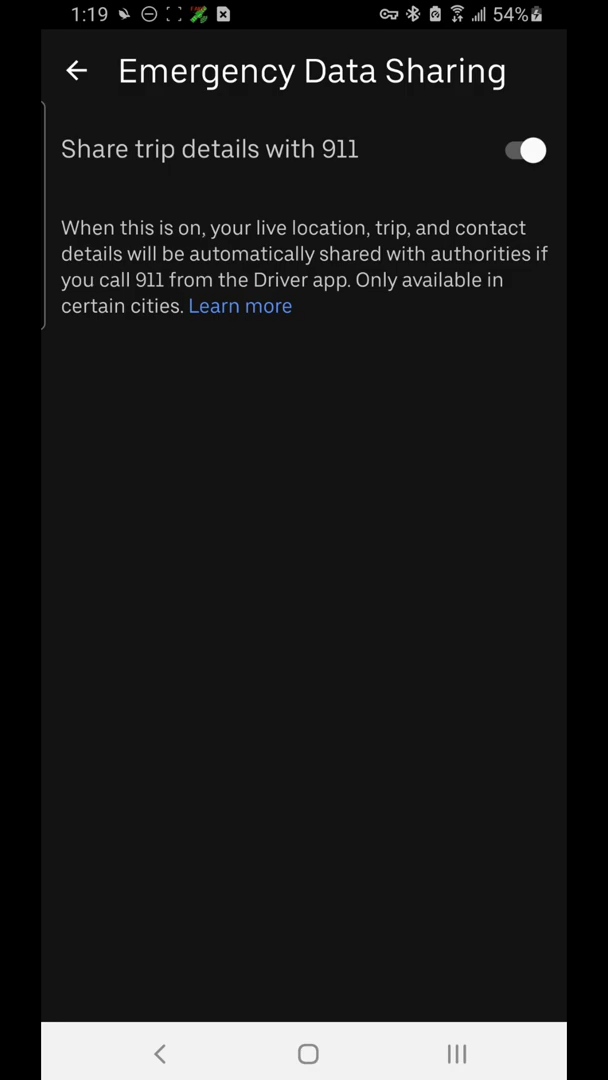 1:19 54%
Emergency Data Sharing
Share trip details with 911
When this is on, your live location, trip, and contact
details will be automatically shared with authorities if
you call 911 from the Driver app. Only available in
certain cities. Learn more